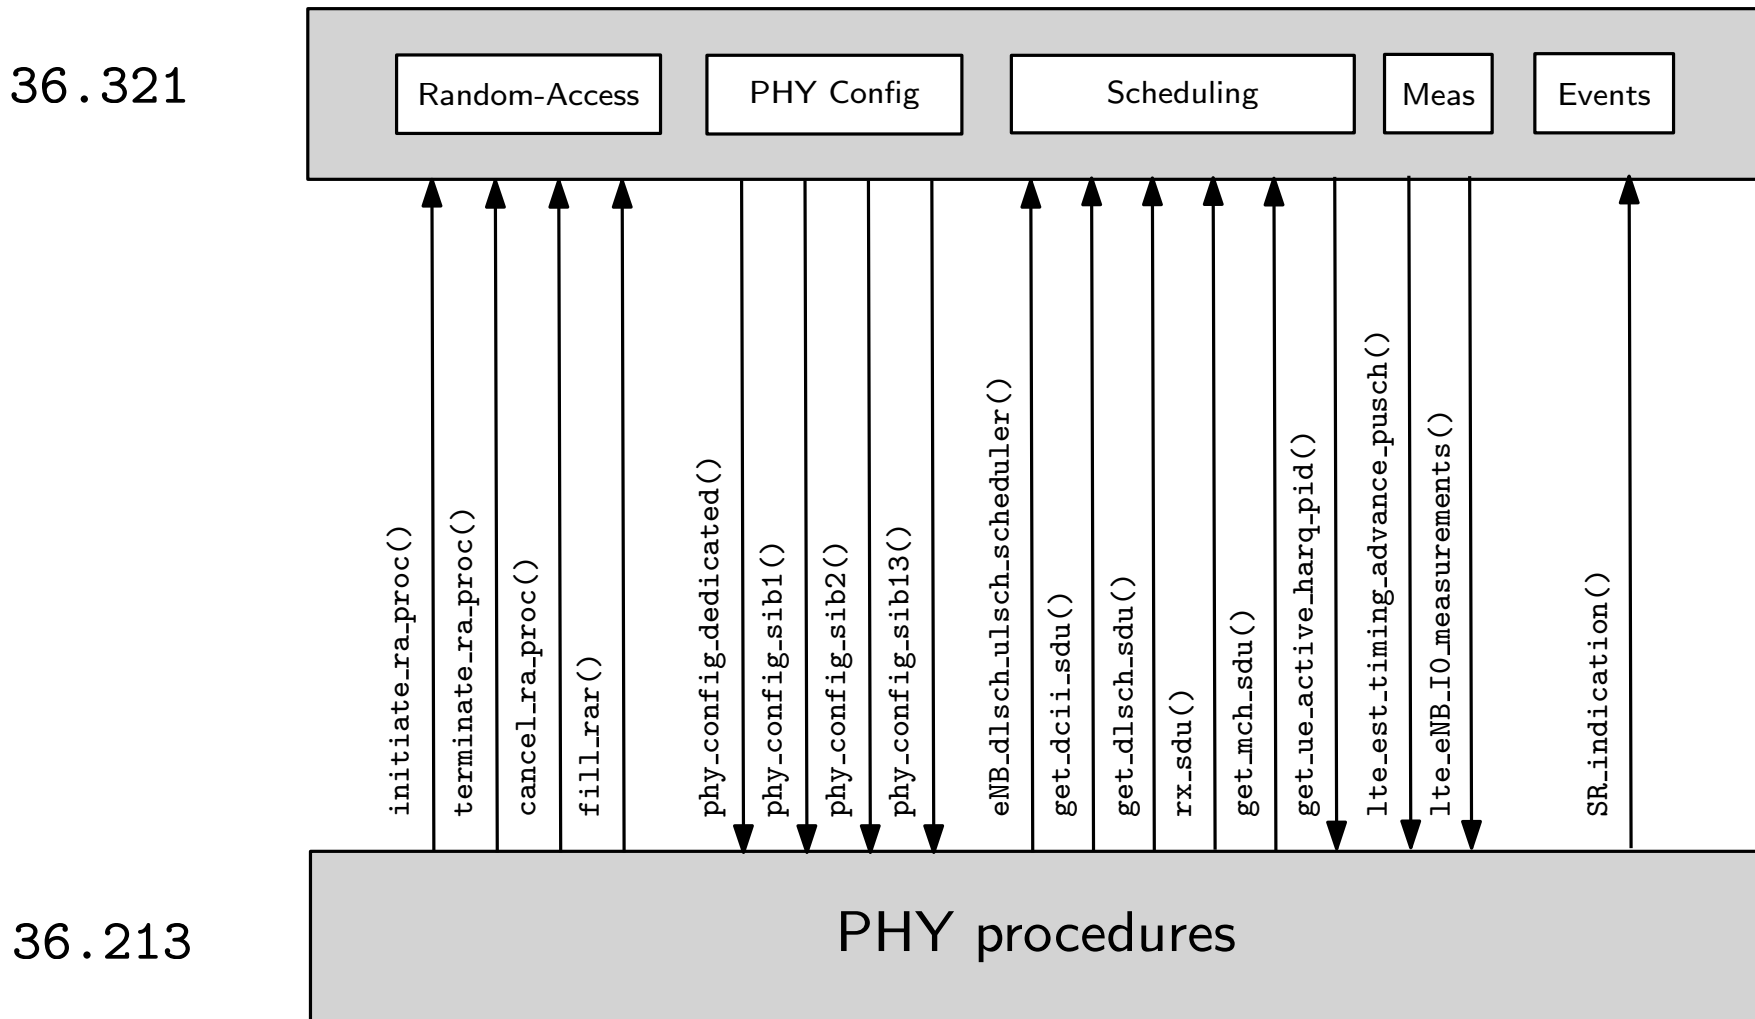 36.321
Random-Access
PHY Config
Scheduling
Meas
Events
initiate_ra_proc()
terminate_ra_proc()
cancel_ra_proc()
fill_rar()
phy_config_dedicated()
phy_config_sib1()
phy_config_sib2()
phy_config_sib13()
eNB_dlsch_ulsch_scheduler()
get_dcii_sdu()
get_dlsch_sdu()
rx_sdu()
get_mch_sdu()
get_ue_active_harq_pid()
lte_est_timing_advance_pusch()
lte_eNB_I0_measurements()
SR_indication()
36.213
PHY procedures